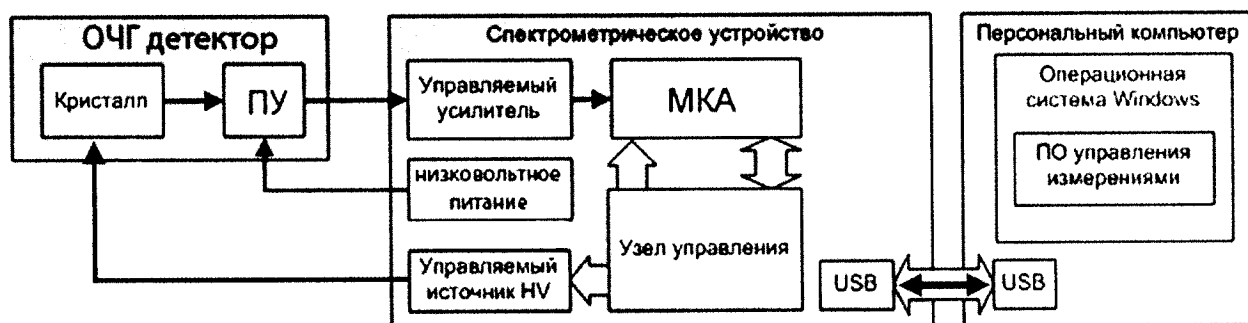 ОЧГ детектор
Кристалл
ПУ
Спектрометрическое устройство
Управляемый
усилитель
МКА
низковольтное
питание
Узел управления
Управляемый
источник HV
USB
Персональный компьютер
Операционная
система Windows
ПО управления
измерениями
USB